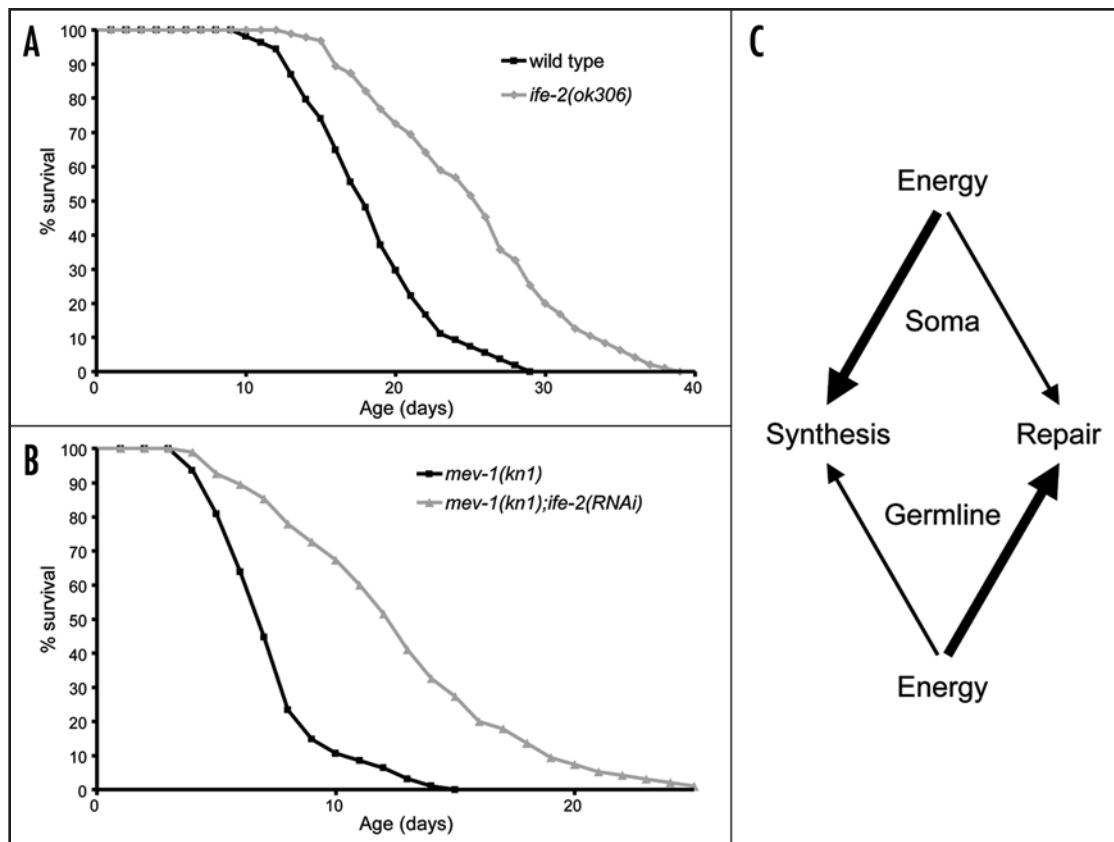 A
100
90
80
70
60
50
40
30
20
10
0
% survival
wild type
ife-2(ok306)
0 10 20 30 40
Age (days)
B
100
90
80
70
60
50
40
30
20
10
0
% survival
mev-1(kn1)
mev-1(kn1);ife-2(RNAi)
0 10 20
Age (days)
C
Energy
Soma
Synthesis Repair
Germline
Energy